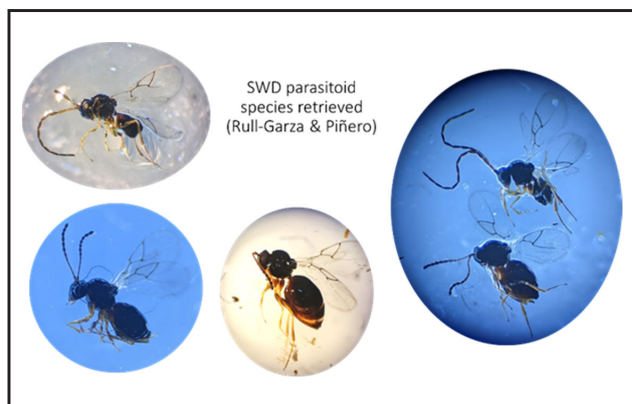 SWD parasitoid
species retrieved
(Rull-Garza & Piñero)